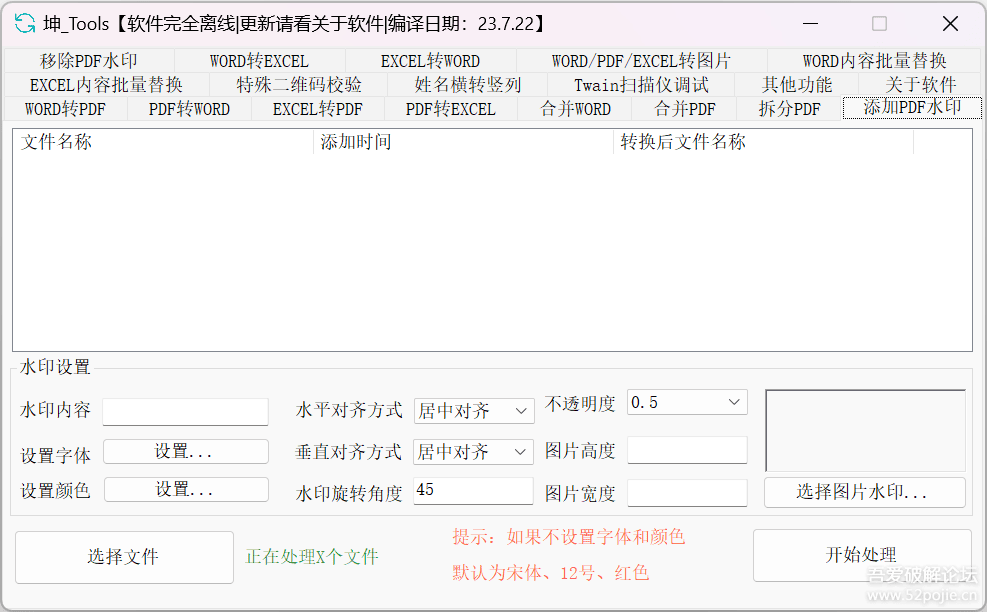 坤_Tools【软件完全离线|更新请看关于软件|编译日期：23.7.22】
移除PDF水印 WORD转EXCEL EXCEL转WORD WORD/PDF/EXCEL转图片 WORD内容批量替换
EXCEL内容批量替换 特殊二维码校验 姓名横转竖列 Twain扫描仪调试 其他功能 关于软件
WORD转PDF PDF转WORD EXCEL转PDF PDF转EXCEL 合并WORD 合并PDF 拆分PDF 添加PDF水印
文件名称 添加时间 转换后文件名称
水印设置
水印内容 水平对齐方式 居中对齐 不透明度 0.5
设置字体 设置... 垂直对齐方式 居中对齐 图片高度
设置颜色 设置... 水印旋转角度 45 图片宽度 选择图片水印...
选择文件 正在处理X个文件 提示：如果不设置字体和颜色
默认为宋体、12号、红色 开始处理
吾爱破解论坛
www.52pojie.cn